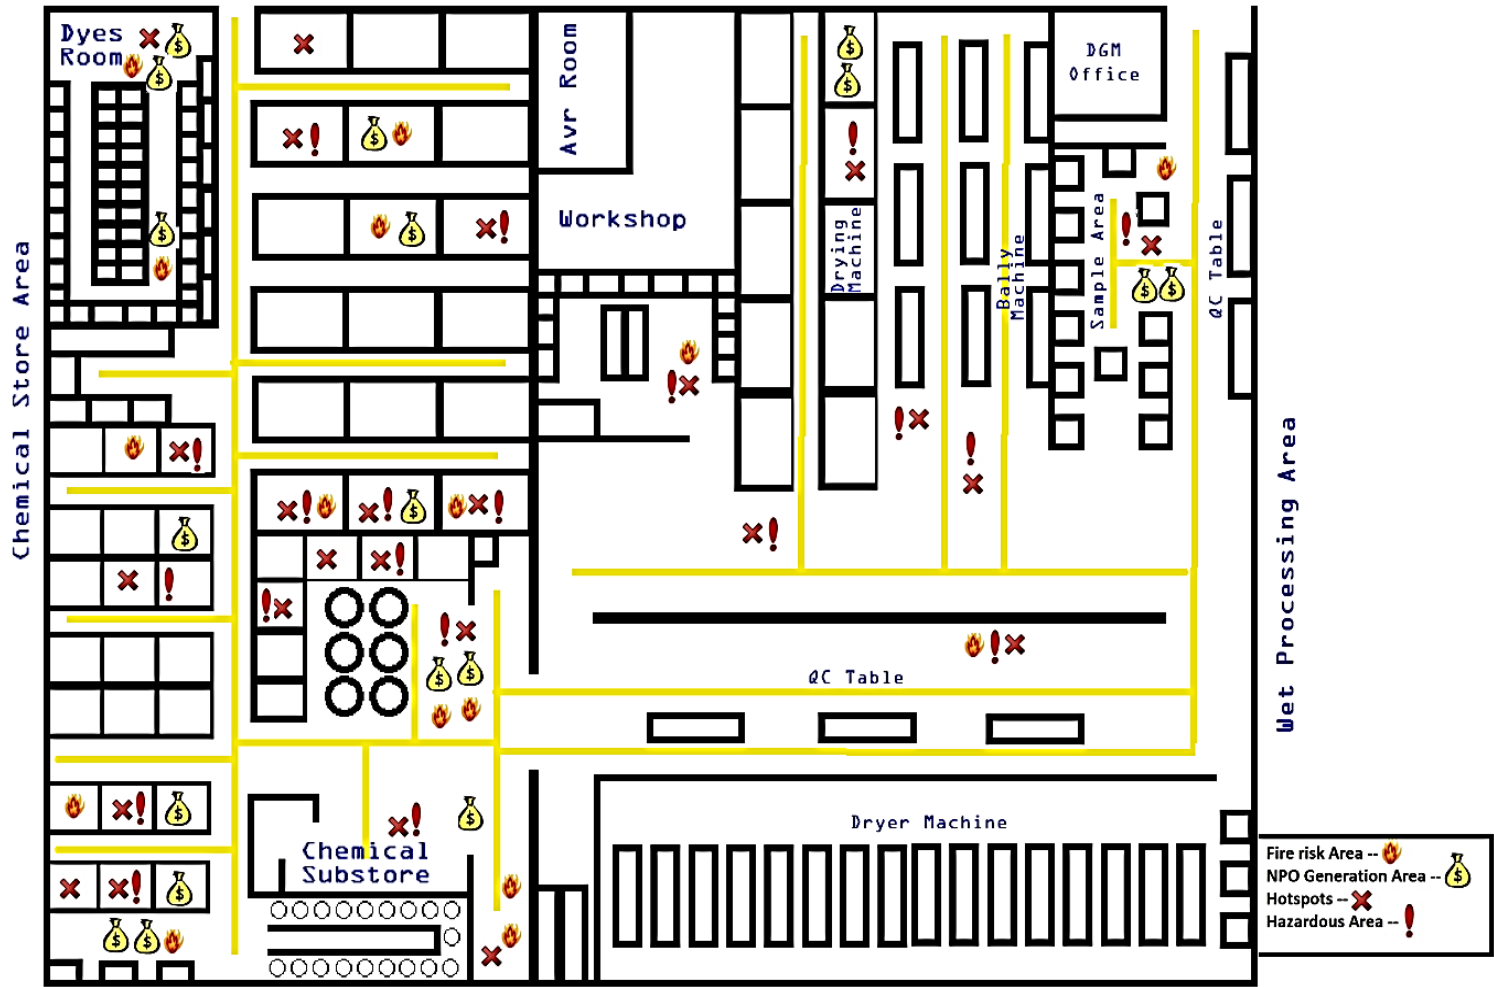 Dyes
Room
Avr Room
Workshop
Drying
Machine
Bally
Machine
DGM
Office
Sample Area
QC Table
Chemical Store Area
Wet Processing Area
QC Table
Chemical
Substore
Dryer Machine
Fire risk Area --
NPO Generation Area --
Hotspots --
Hazardous Area --